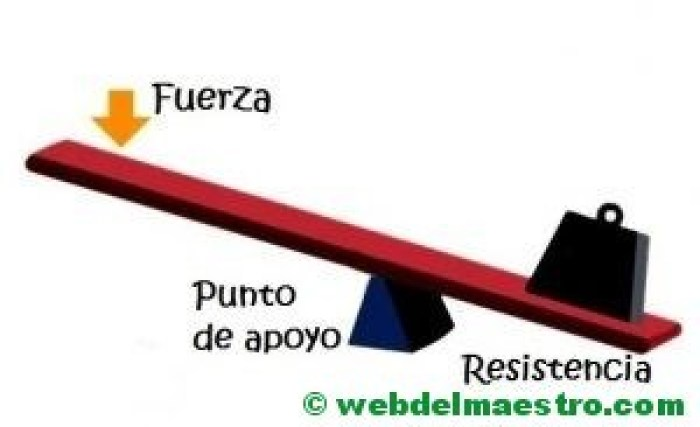 Fuerza
Punto
de apoyo
Resistencia
© webdelmaestro.com